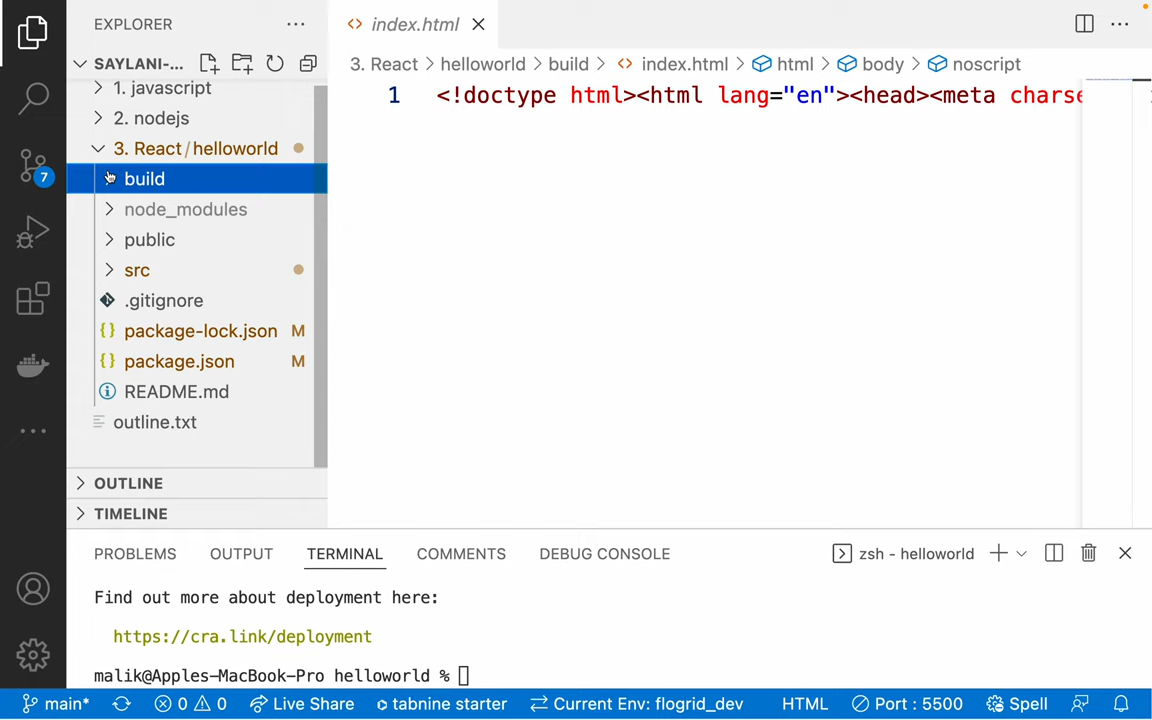 EXPLORER
index.html
SAYLANI-...
3. React > helloworld > build > index.html > html > body > noscript
1. javascript
1 <!doctype html><html lang="en"><head><meta charse
2. nodejs
3. React / helloworld
build
node_modules
public
src
.gitignore
7
package-lock.json M
package.json M
README.md
outline.txt
OUTLINE
TIMELINE
PROBLEMS OUTPUT TERMINAL COMMENTS DEBUG CONSOLE zsh - helloworld
Find out more about deployment here:
https://cra.link/deployment
malik@Apples-MacBook-Pro helloworld %
main* 0 0 Live Share tabnine starter Current Env: flogrid_dev HTML Port : 5500 Spell